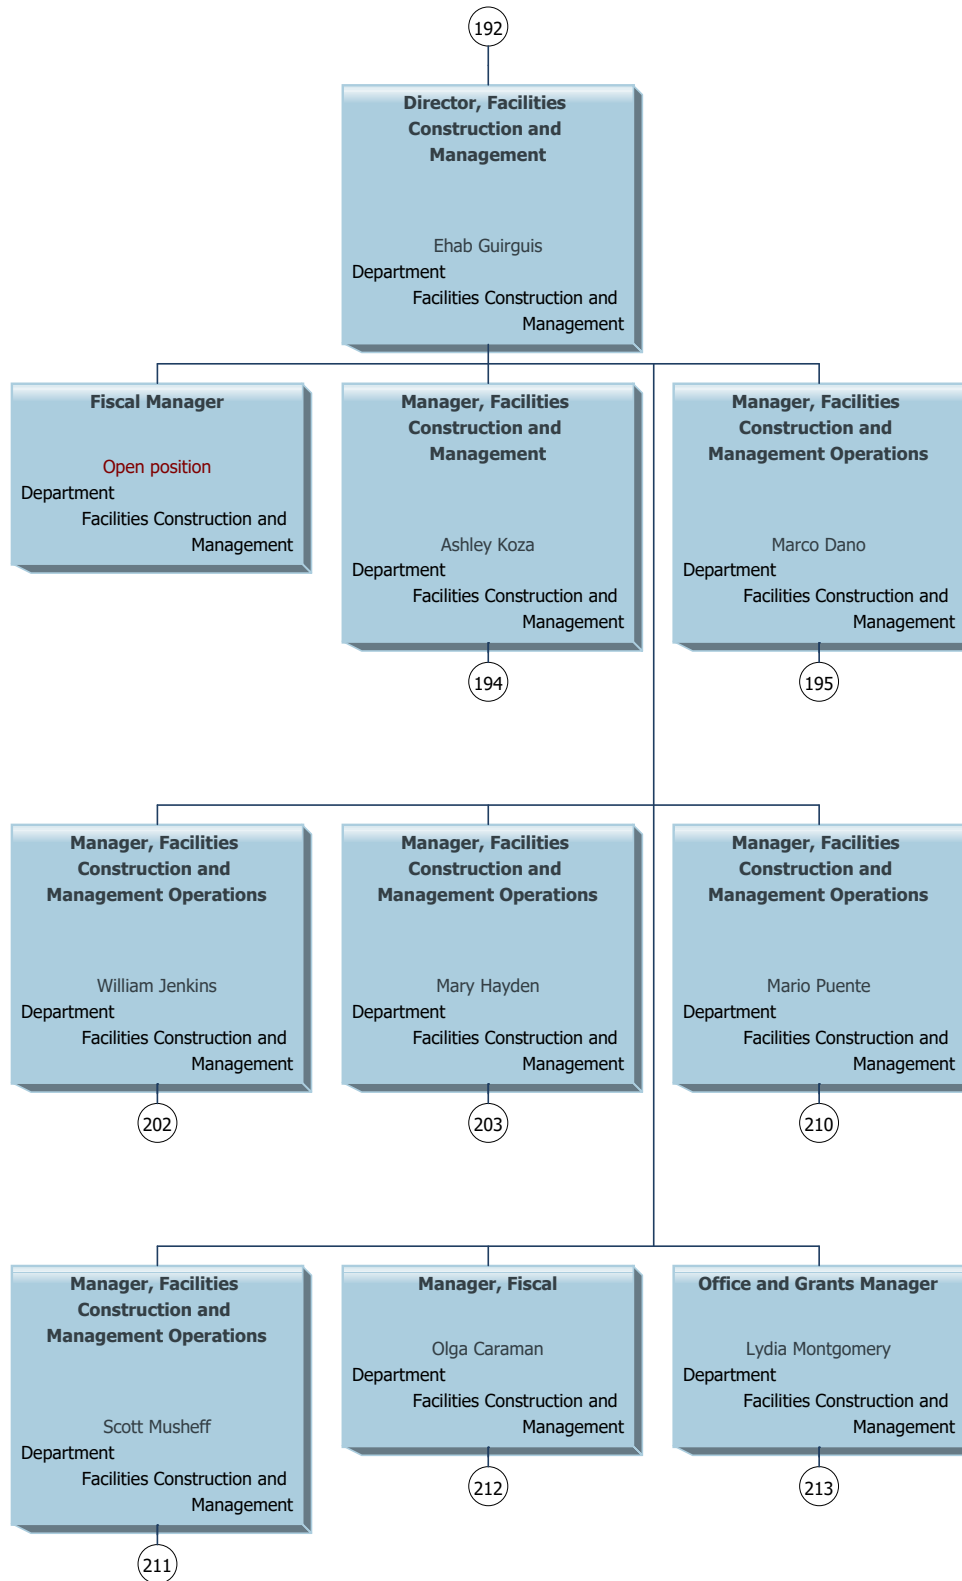 192
Director, Facilities
Construction and
Management
Ehab Guirguis
Department
Facilities Construction and
Management
Fiscal Manager
Open position
Department
Facilities Construction and
Management
Manager, Facilities
Construction and
Management
Ashley Koza
Department
Facilities Construction and
Management
194
Manager, Facilities
Construction and
Management Operations
Marco Dano
Department
Facilities Construction and
Management
195
Manager, Facilities
Construction and
Management Operations
William Jenkins
Department
Facilities Construction and
Management
202
Manager, Facilities
Construction and
Management Operations
Mary Hayden
Department
Facilities Construction and
Management
203
Manager, Facilities
Construction and
Management Operations
Mario Puente
Department
Facilities Construction and
Management
210
Manager, Facilities
Construction and
Management Operations
Scott Musheff
Department
Facilities Construction and
Management
211
Manager, Fiscal
Olga Caraman
Department
Facilities Construction and
Management
212
Office and Grants Manager
Lydia Montgomery
Department
Facilities Construction and
Management
213